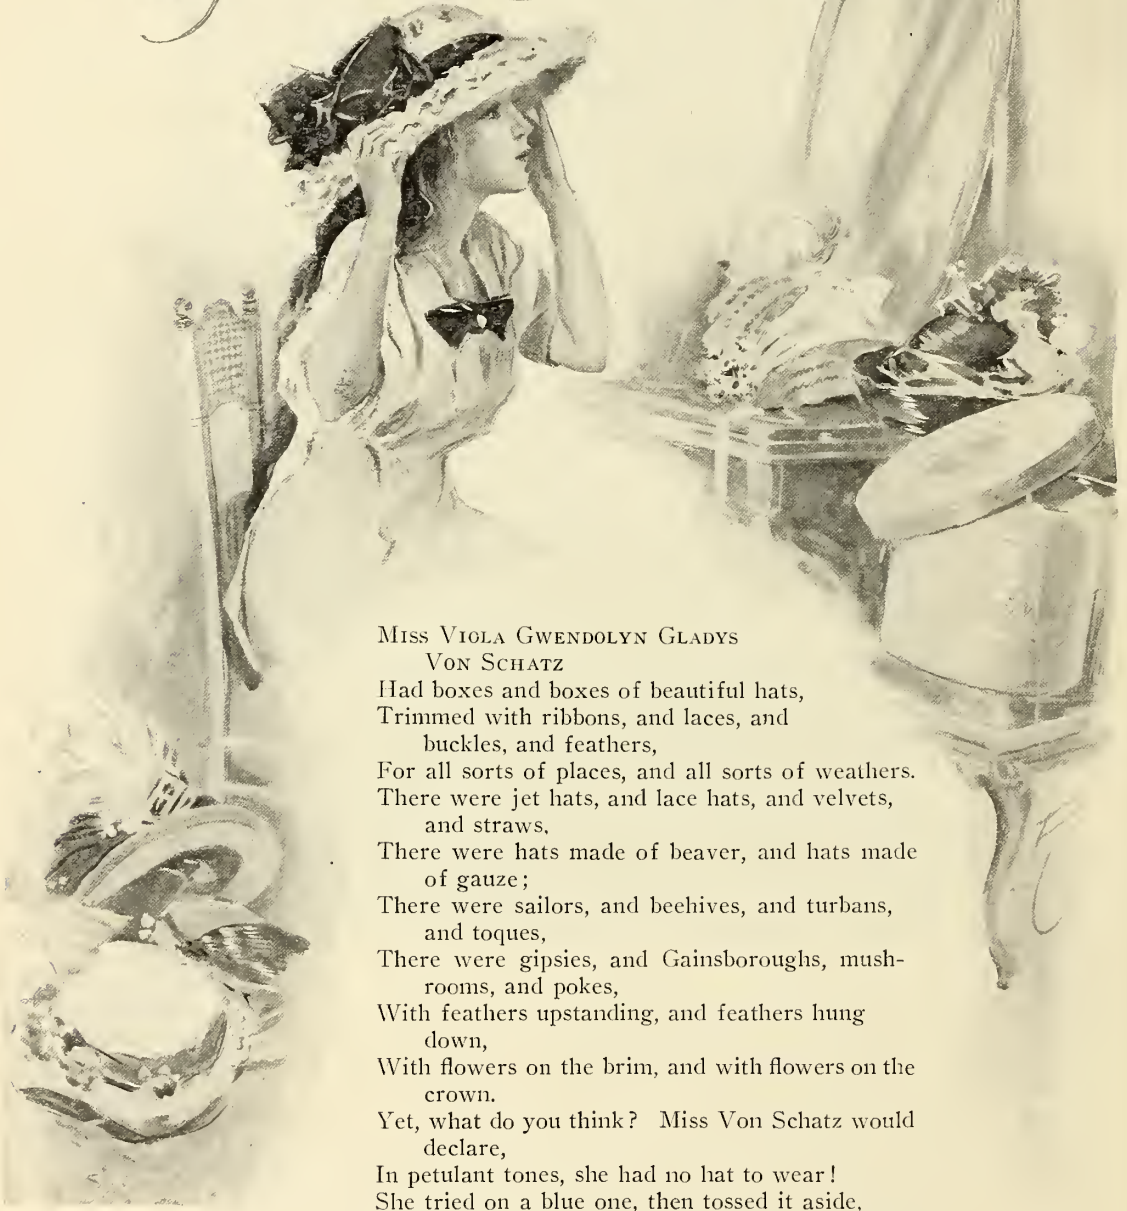 Miss Viola Gwendolyn Gladys
Von Schatz
Had boxes and boxes of beautiful hats,
Trimmed with ribbons, and laces, and
buckles, and feathers,
For all sorts of places, and all sorts of weathers.
There were jet hats, and lace hats, and velvets,
and straws,
There were hats made of beaver, and hats made
of gauze;
There were sailors, and beehives, and turbans,
and toques,
There were gipsies, and Gainsboroughs, mush-
rooms, and pokes,
With feathers upstanding, and feathers hung
down,
With flowers on the brim, and with flowers on the
crown.
Yet, what do you think? Miss Von Schatz would
declare,
In petulant tones, she had no hat to wear!
She tried on a blue one, then tossed it aside,